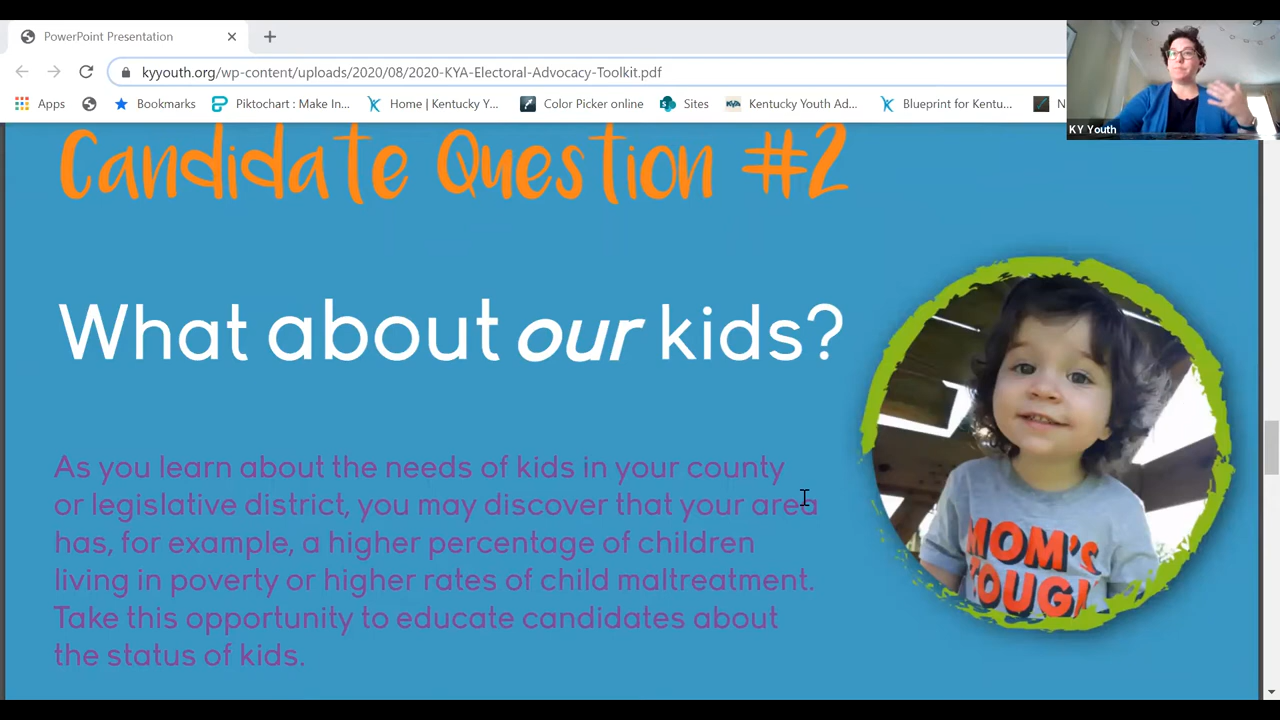 PowerPoint Presentation
kyyouth.org/wp-content/uploads/2020/08/2020-KYA-Electoral-Advocacy-Toolkit.pdf
Apps Bookmarks Piktochart: Make In... Home | Kentucky Y... Color Picker online Sites Kentucky Youth Ad... Blueprint for Kentu... N
KY Youth
Candidate Question #2
What about our kids?
As you learn about the needs of kids in your county
or legislative district, you may discover that your area
has, for example, a higher percentage of children
living in poverty or higher rates of child maltreatment.
Take this opportunity to educate candidates about
the status of kids.
MOM'S
TOUGH